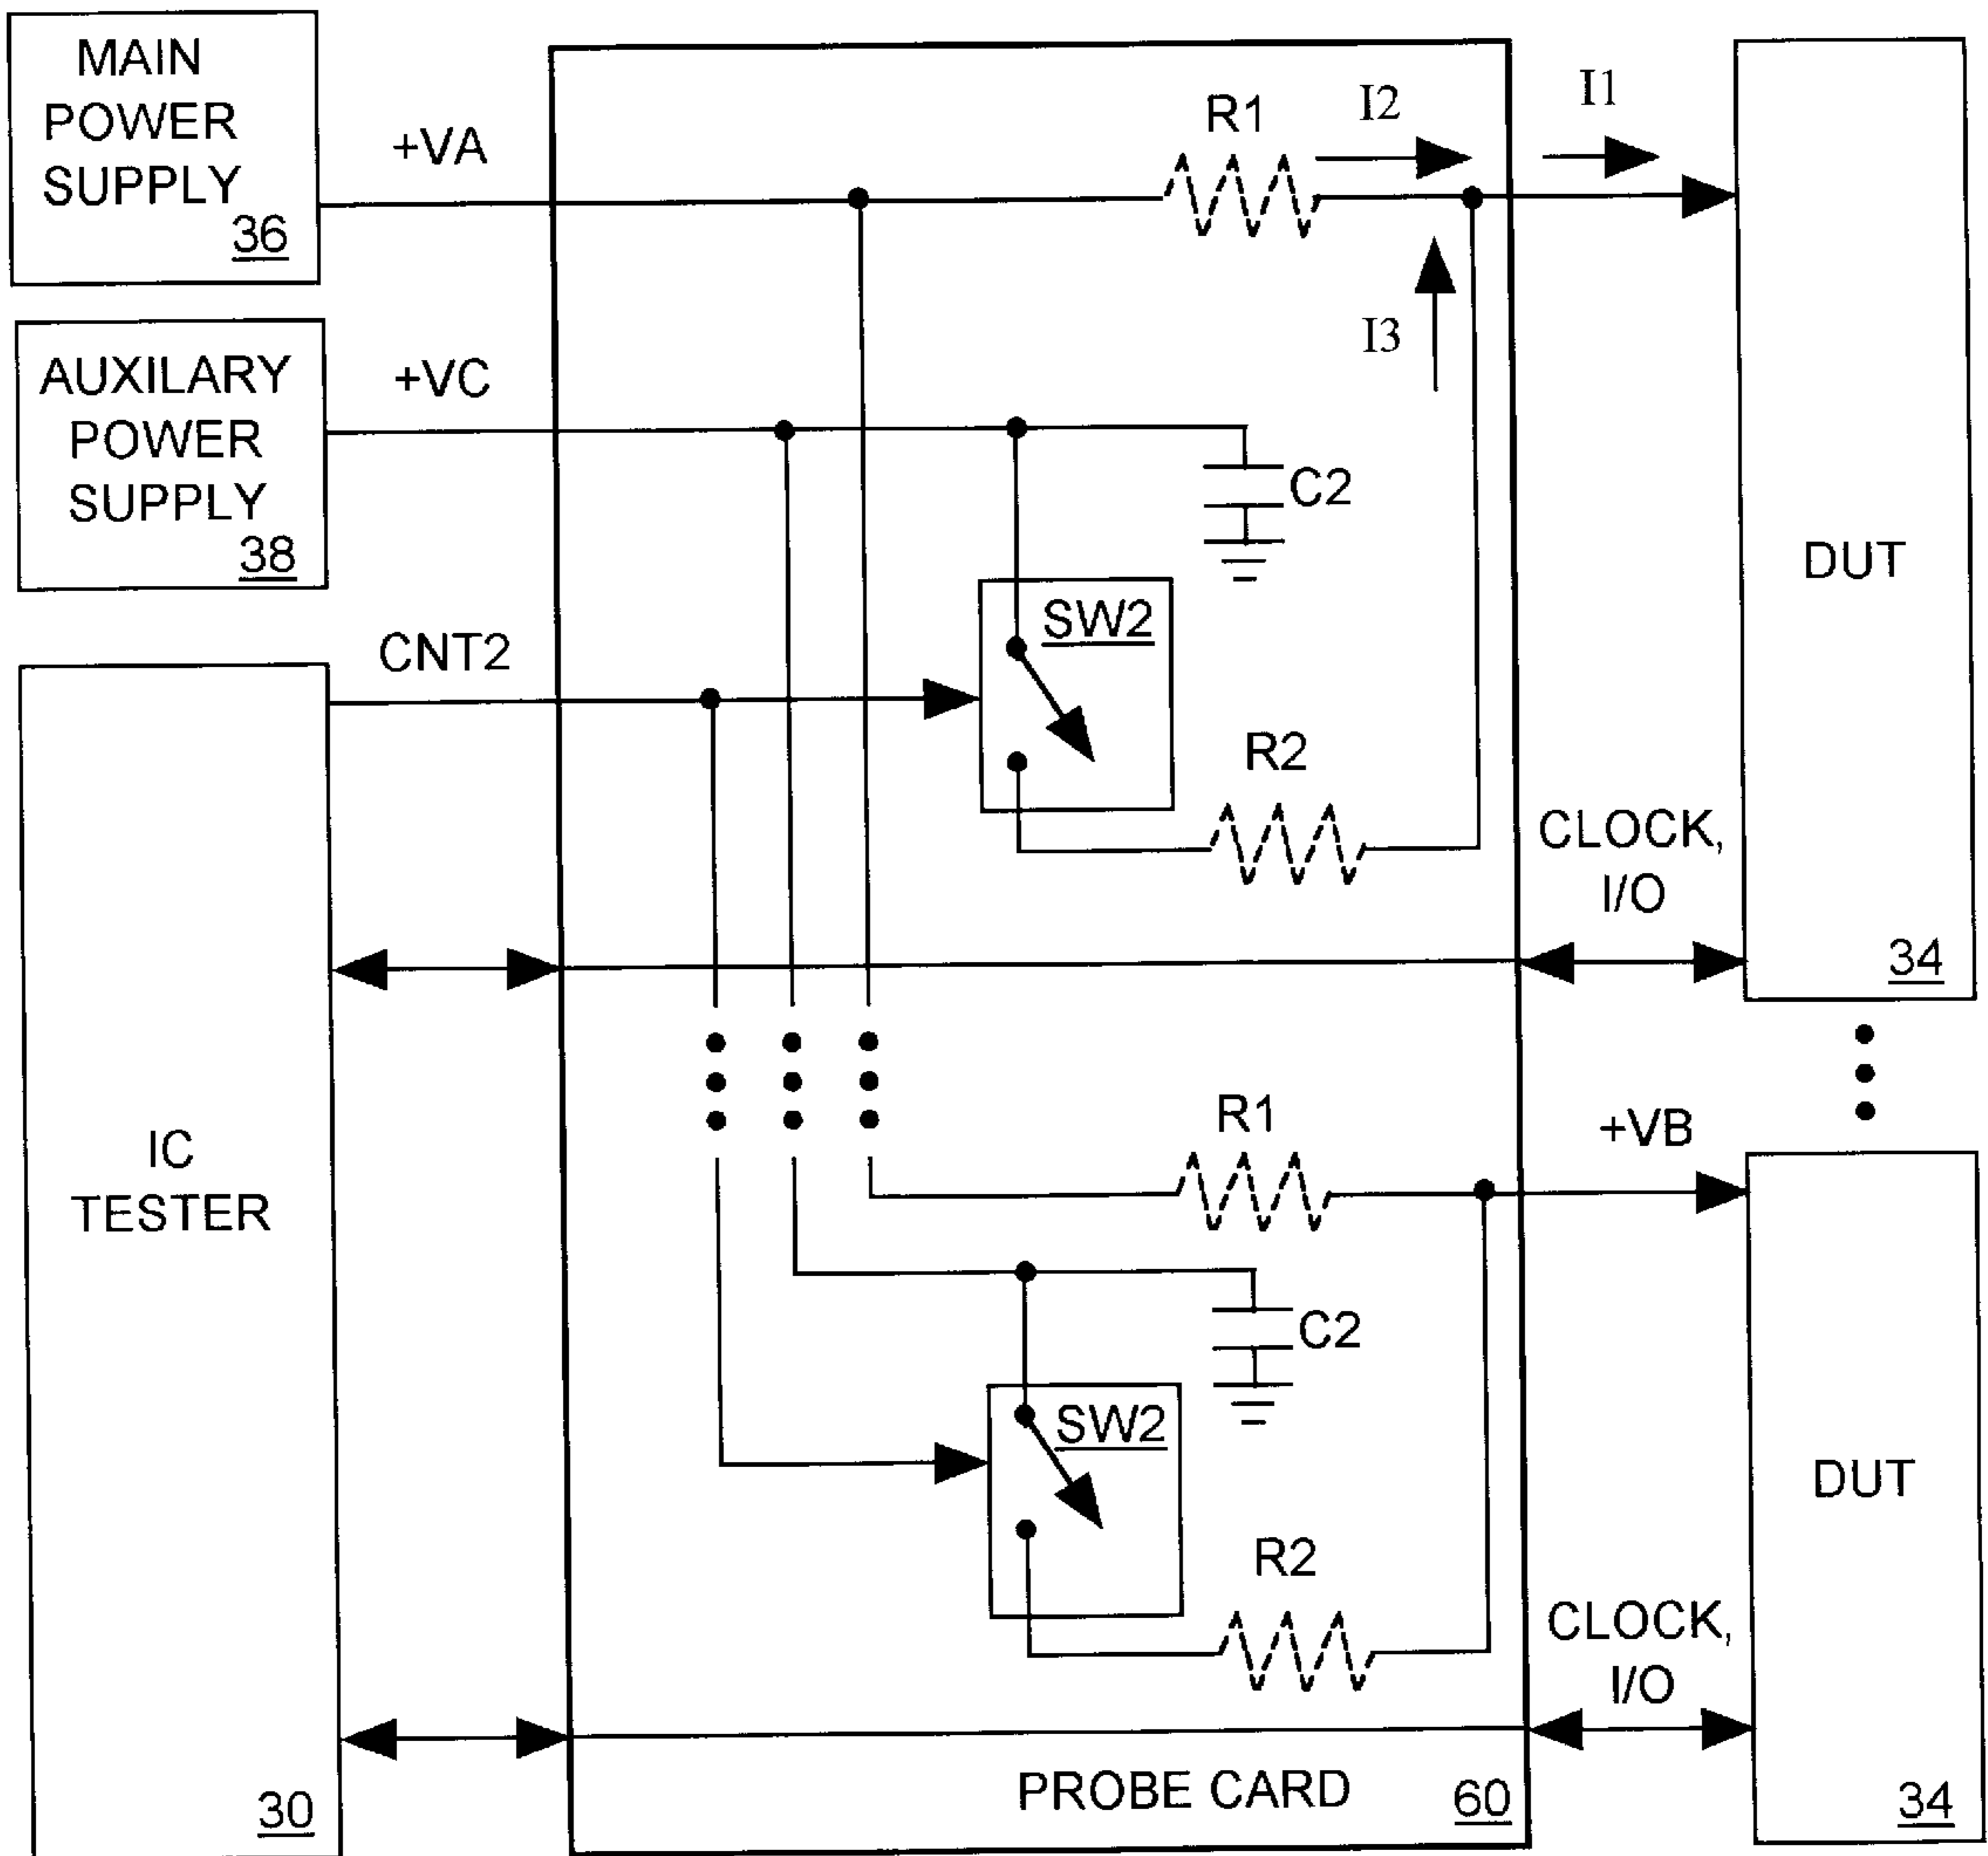 MAIN
POWER
SUPPLY
36
+VA
R1
I2
I1
AUXILARY
POWER
SUPPLY
38
+VC
I3
C2
DUT
SW2
CNT2
R2
CLOCK,
I/O
34
IC
TESTER
R1
+VB
C2
SW2
DUT
R2
CLOCK,
I/O
30
PROBE CARD
60
34